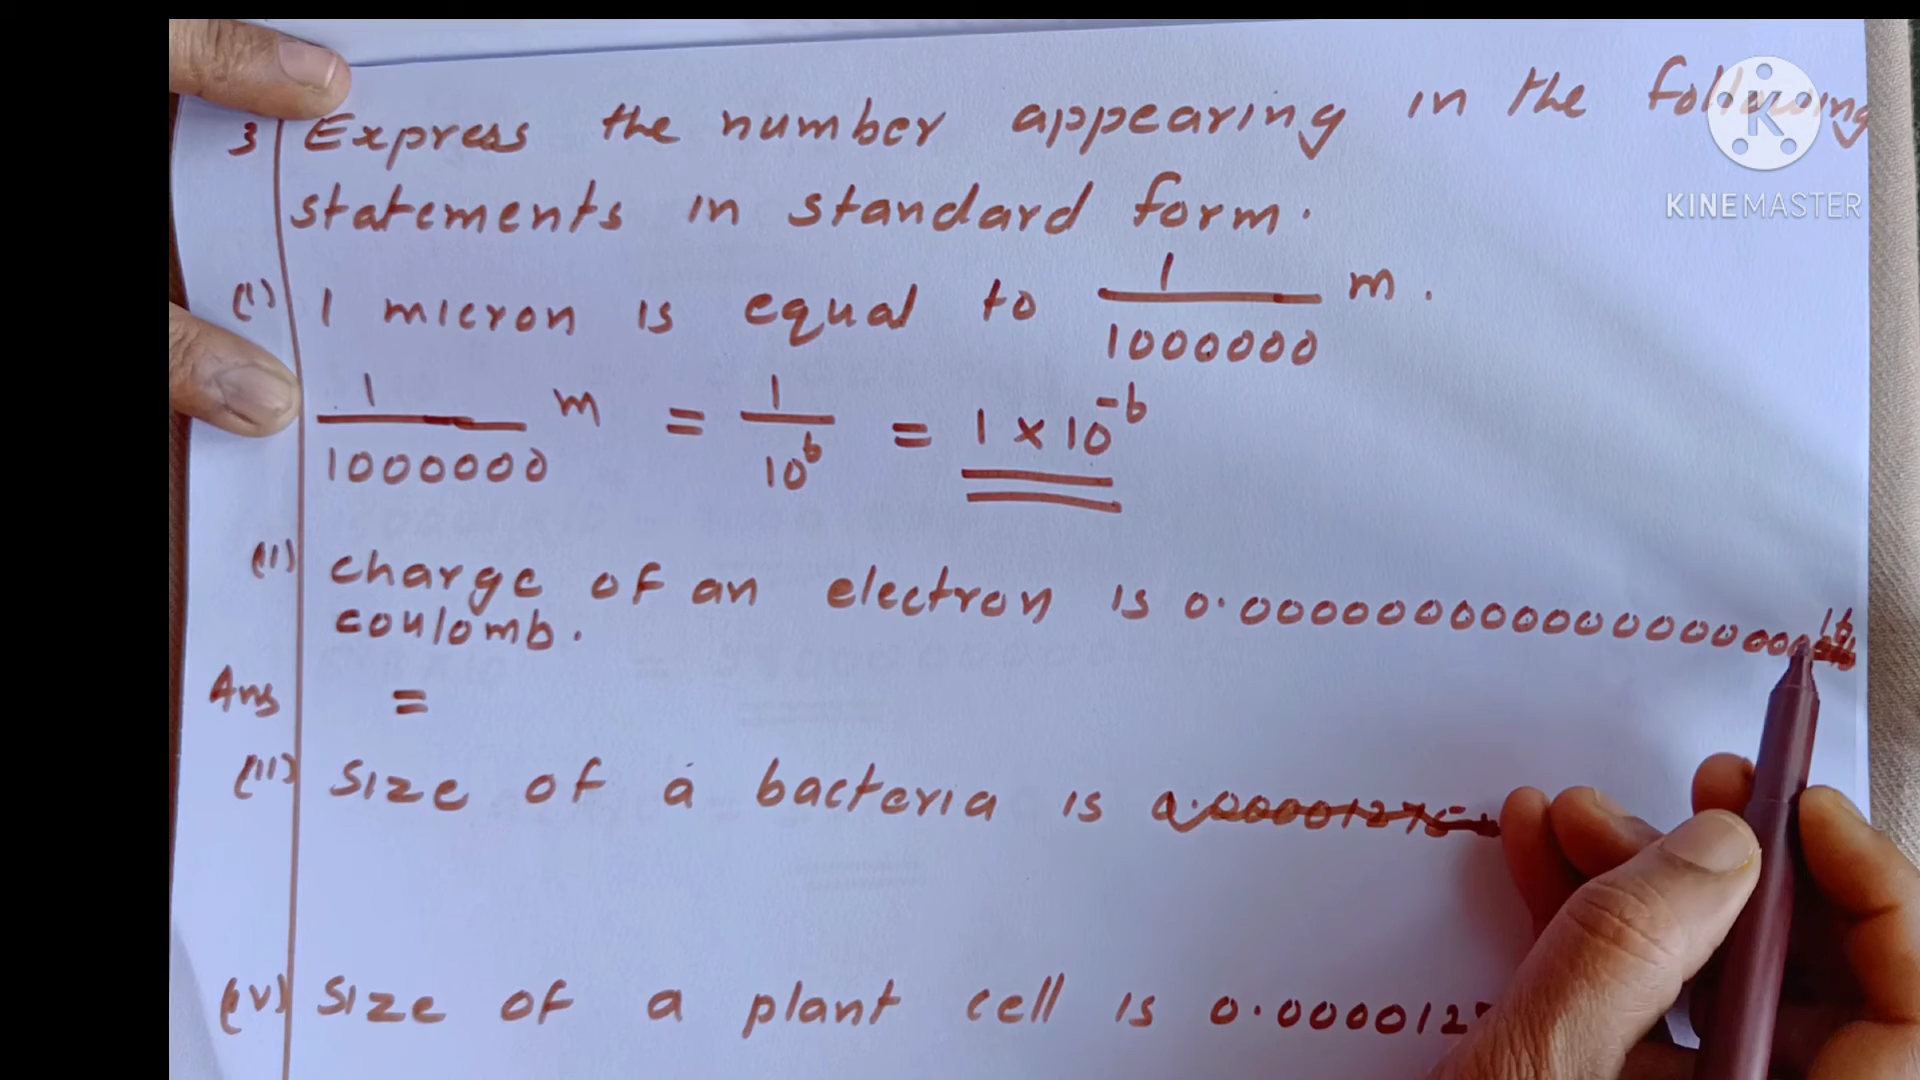 3 Express the number appearing in the following
statements in standard form.
(i) 1 micron is equal to 1/1000000 m.
1/1000000 m = 1/10^6 = 1 × 10^-6
(ii) charge of an electron is 0.000000000000000000
coulomb.
Ans =
(iii) size of a bacteria is
(iv) size of a plant cell is 0.000012
KINEMASTER